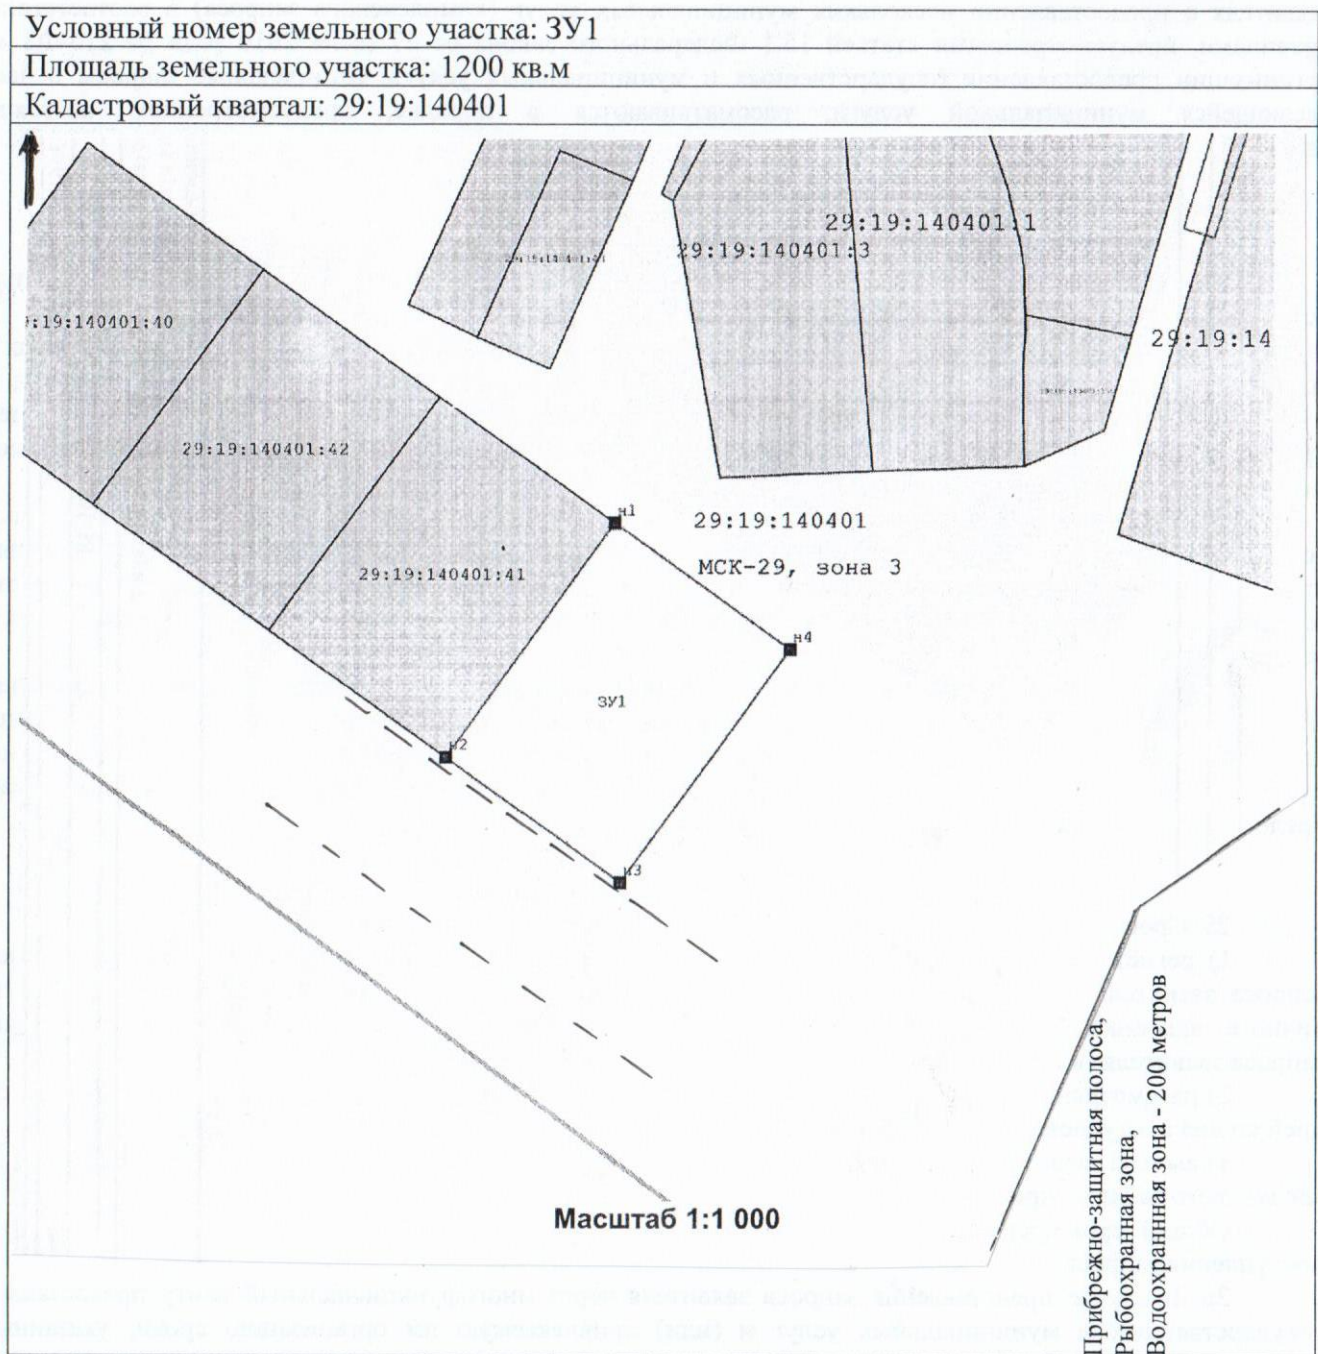 Условный номер земельного участка: ЗУ1
Площадь земельного участка: 1200 кв.м
Кадастровый квартал: 29:19:140401
29:19:140401:1
29:19:140401:3
:19:140401:40
29:19:14
29:19:140401:42
н1
29:19:140401
МСК-29, зона 3
29:19:140401:41
н4
ЗУ1
н2
н3
Масштаб 1:1 000
Прибрежно-защитная полоса,
Рыбоохранная зона,
Водоохраннная зона - 200 метров